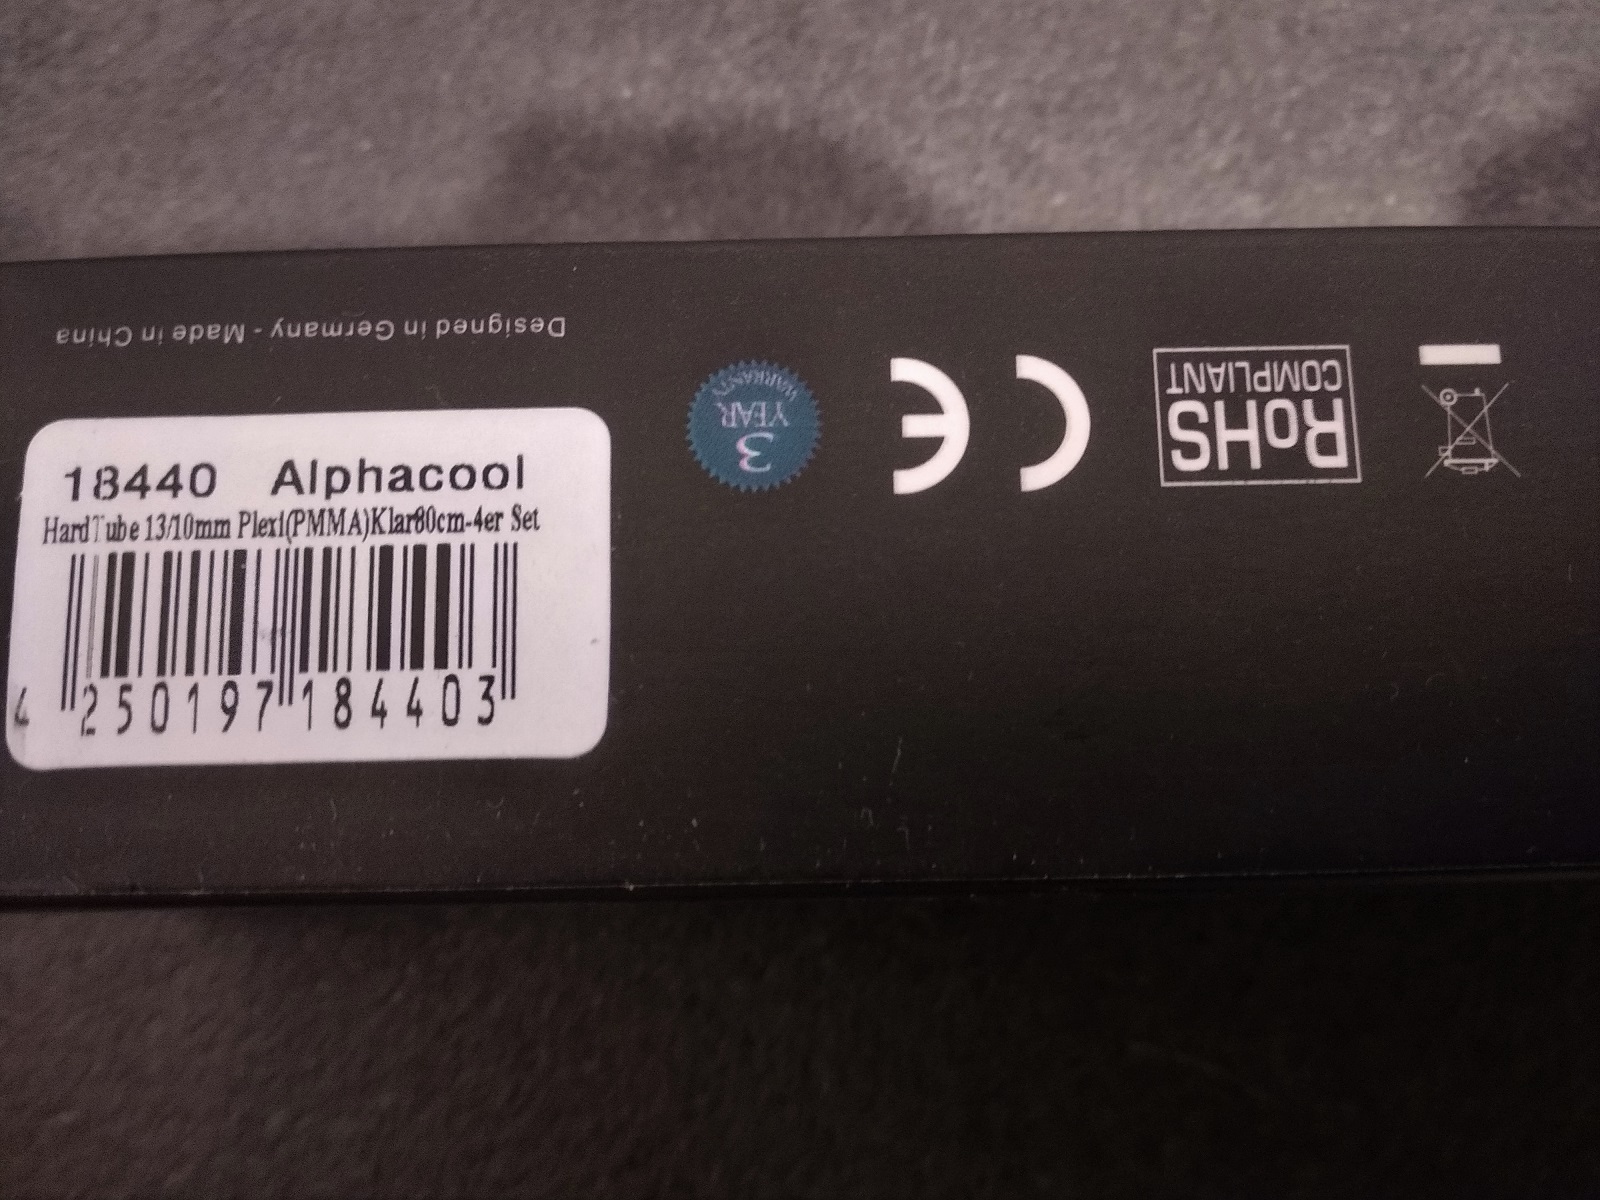 Designed in Germany - Made in China
18440 Alphacool
HardTube 13/10mm Plexi(PMMA)Klar80cm-4er Set
4 250197 184403
3
YEAR
WARRANTY
CE
RoHS
COMPLIANT